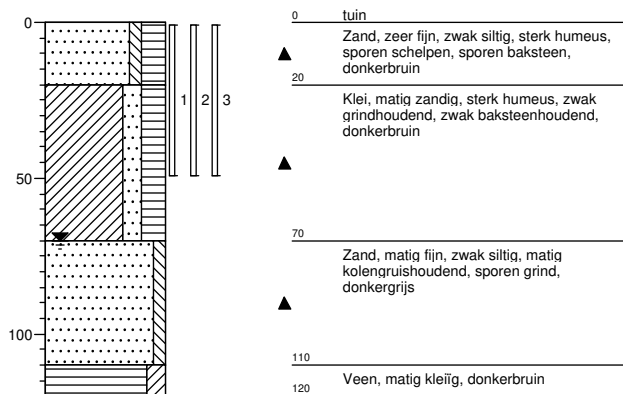 0
50
100
1 2 3
0 tuin
Zand, zeer fijn, zwak siltig, sterk humeus,
sporen schelpen, sporen baksteen,
donkerbruin
20
Klei, matig zandig, sterk humeus, zwak
grindhoudend, zwak baksteenhoudend,
donkerbruin
70
Zand, matig fijn, zwak siltig, matig
kolengruishoudend, sporen grind,
donkergrijs
110
Veen, matig kleiïg, donkerbruin
120